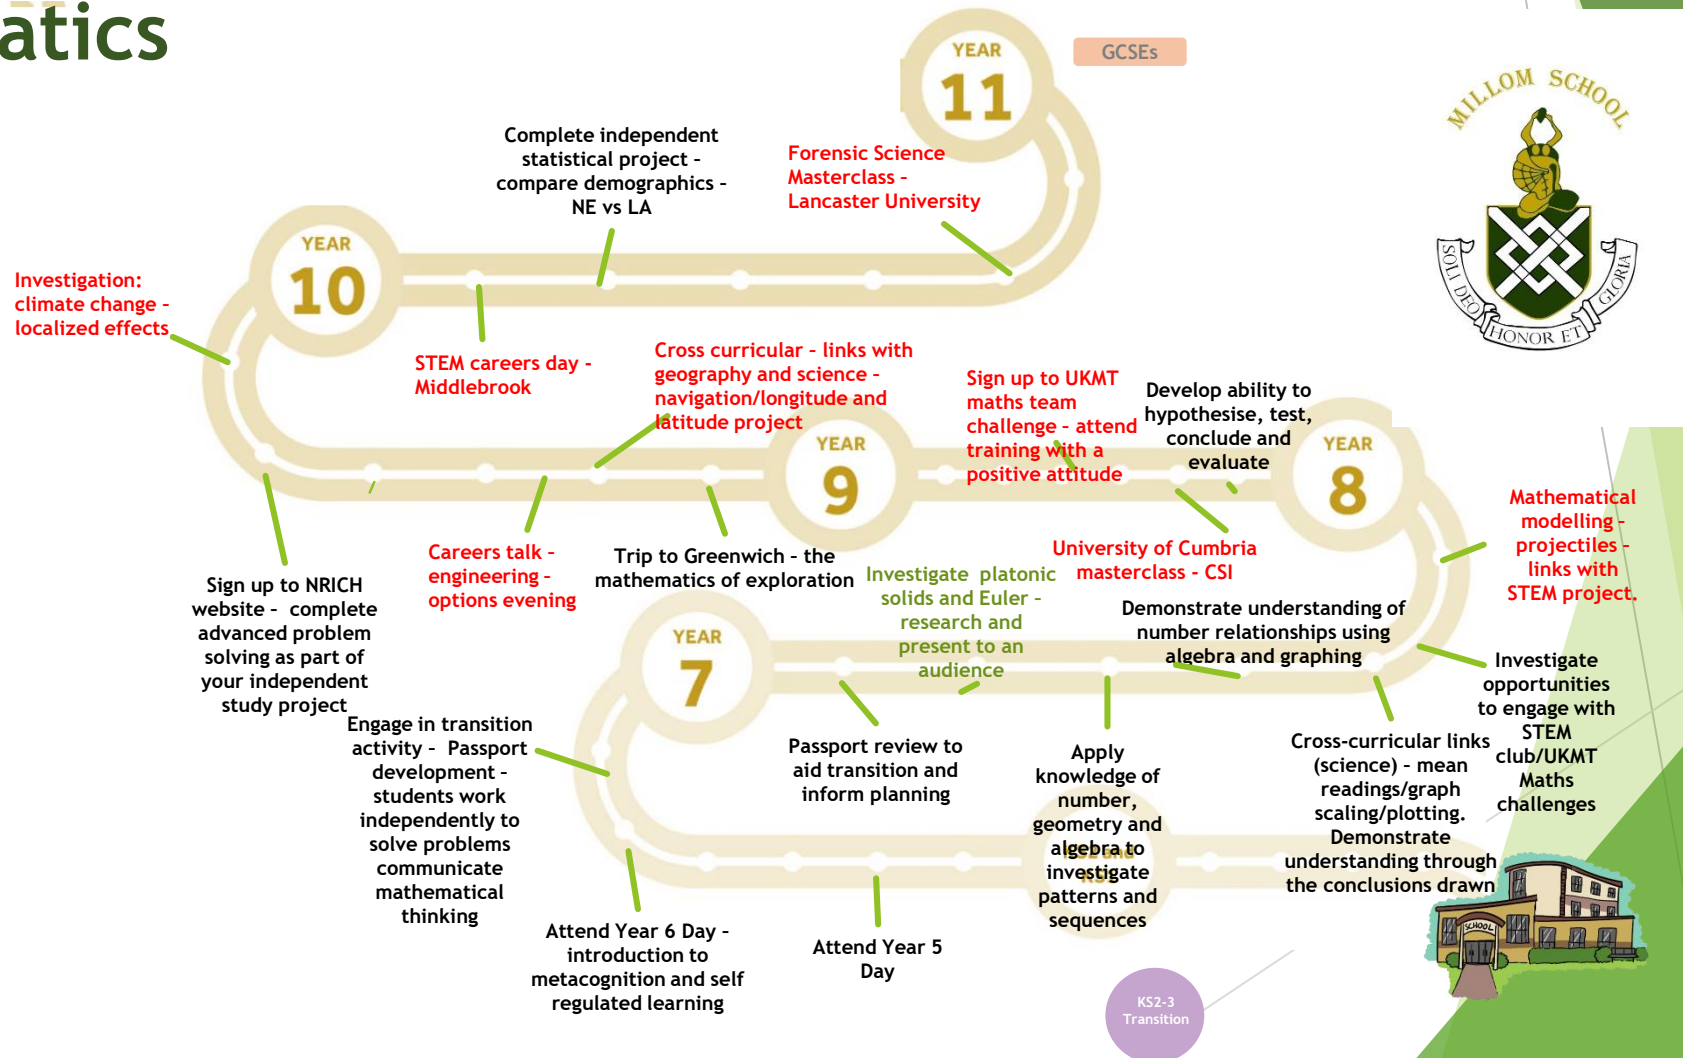 atics
YEAR
11
GCSEs
MILLOM SCHOOL
SOLI DEO
HONOR ET
GLORIA
Complete independent
statistical project –
compare demographics –
NE vs LA
Forensic Science
Masterclass –
Lancaster University
YEAR
10
Investigation:
climate change –
localized effects
STEM careers day -
Middlebrook
Cross curricular – links with
geography and science –
navigation/longitude and
latitude project
Sign up to UKMT
maths team
challenge – attend
training with a
positive attitude
Develop ability to
hypothesise, test,
conclude and
evaluate
YEAR
9
YEAR
8
Mathematical
modelling –
projectiles –
links with
STEM project.
Sign up to NRICH
website – complete
advanced problem
solving as part of
your independent
study project
Careers talk –
engineering –
options evening
Trip to Greenwich – the
mathematics of exploration
University of Cumbria
masterclass - CSI
Investigate platonic
solids and Euler –
research and
present to an
audience
Demonstrate understanding of
number relationships using
algebra and graphing
YEAR
7
Investigate
opportunities
to engage with
STEM
club/UKMT
Maths
challenges
Engage in transition
activity – Passport
development –
students work
independently to
solve problems
communicate
mathematical
thinking
Passport review to
aid transition and
inform planning
Apply
knowledge of
number,
geometry and
algebra to
investigate
patterns and
sequences
Cross-curricular links
(science) – mean
readings/graph
scaling/plotting.
Demonstrate
understanding through
the conclusions drawn
Attend Year 6 Day –
introduction to
metacognition and self
regulated learning
Attend Year 5
Day
SCHOOL
KS2-3
Transition